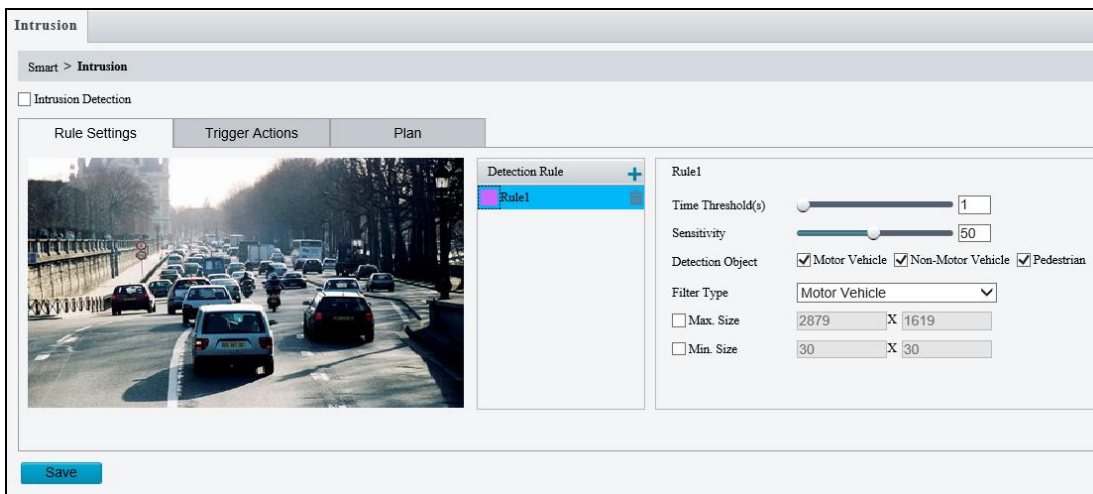 Intrusion
Smart > Intrusion
Intrusion Detection
Rule Settings Trigger Actions Plan
Detection Rule +
Rule1
Rule1
Time Threshold(s) 1
Sensitivity 50
Detection Object Motor Vehicle Non-Motor Vehicle Pedestrian
Filter Type Motor Vehicle
Max. Size 2879 X 1619
Min. Size 30 X 30
Save